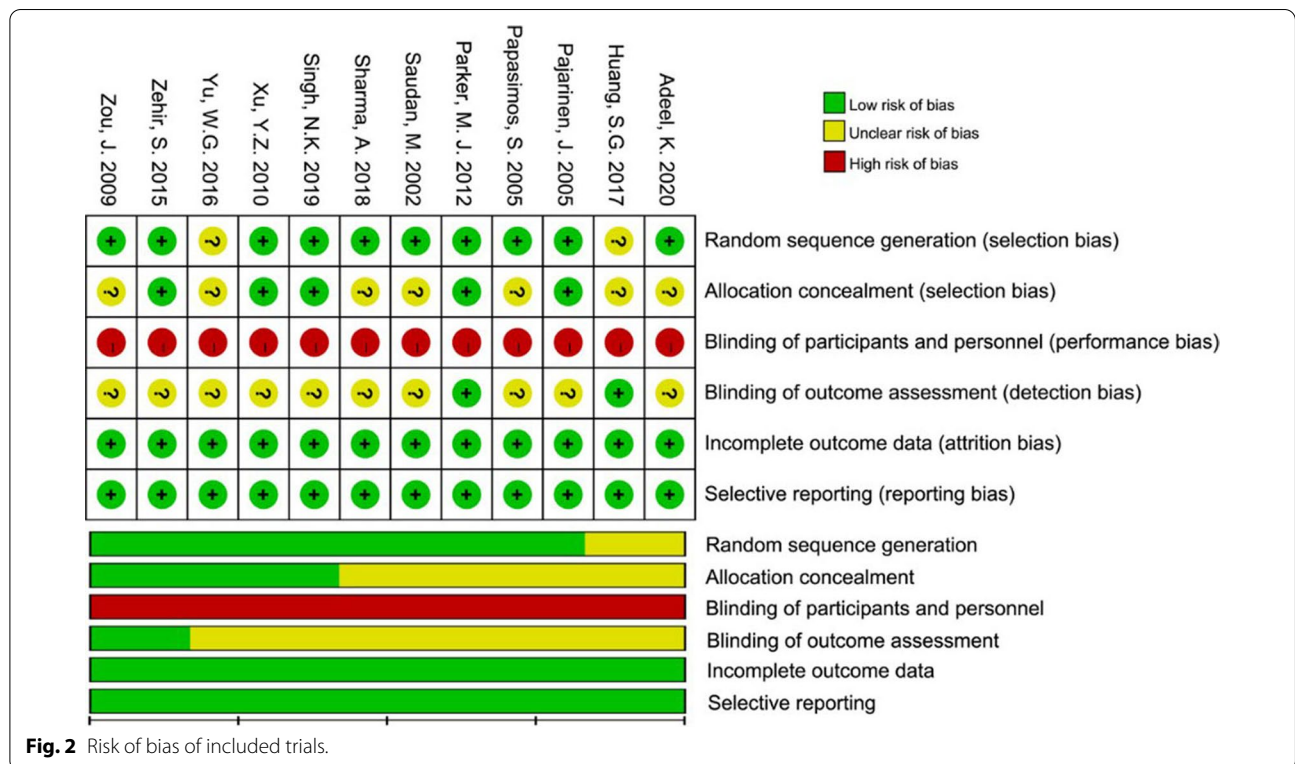 Zou, J. 2009
Zehir, S. 2015
Yu, W.G. 2016
Xu, Y.Z. 2010
Singh, N.K. 2019
Sharma, A. 2018
Saudan, M. 2002
Parker, M. J. 2012
Papasimos, S. 2005
Pajarinen, J. 2005
Huang, S.G. 2017
Adeel, K. 2020
Low risk of bias
Unclear risk of bias
High risk of bias
+ + ? + + + + + + + ? + Random sequence generation (selection bias)
? + ? + + ? ? + ? + ? ? Allocation concealment (selection bias)
- - - - - - - - - - - - Blinding of participants and personnel (performance bias)
? ? ? ? ? ? ? + ? ? + ? Blinding of outcome assessment (detection bias)
+ + + + + + + + + + + + Incomplete outcome data (attrition bias)
+ + + + + + + + + + + + Selective reporting (reporting bias)
Random sequence generation
Allocation concealment
Blinding of participants and personnel
Blinding of outcome assessment
Incomplete outcome data
Selective reporting
Fig. 2 Risk of bias of included trials.